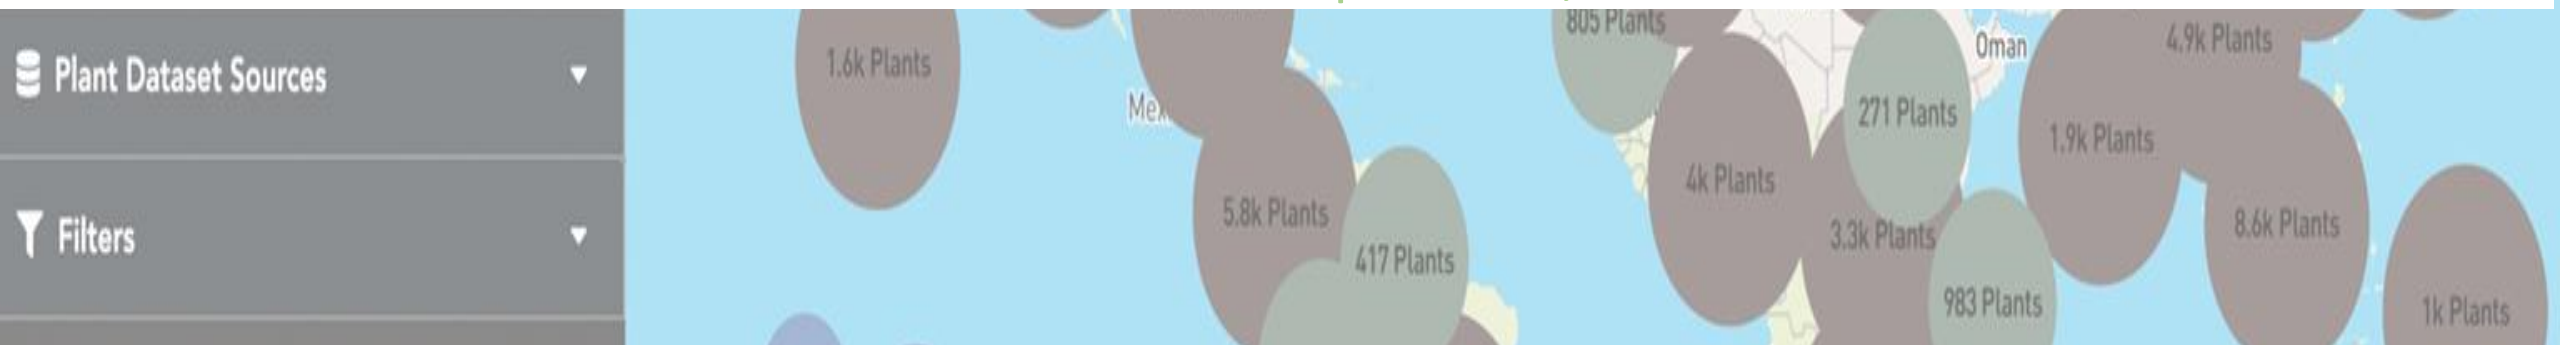 Plant Dataset Sources
Filters
805 Plants
4.9k Plants
Oman
1.6k Plants
271 Plants
1.9k Plants
4k Plants
5.8k Plants
8.6k Plants
3.3k Plants
417 Plants
983 Plants
1k Plants